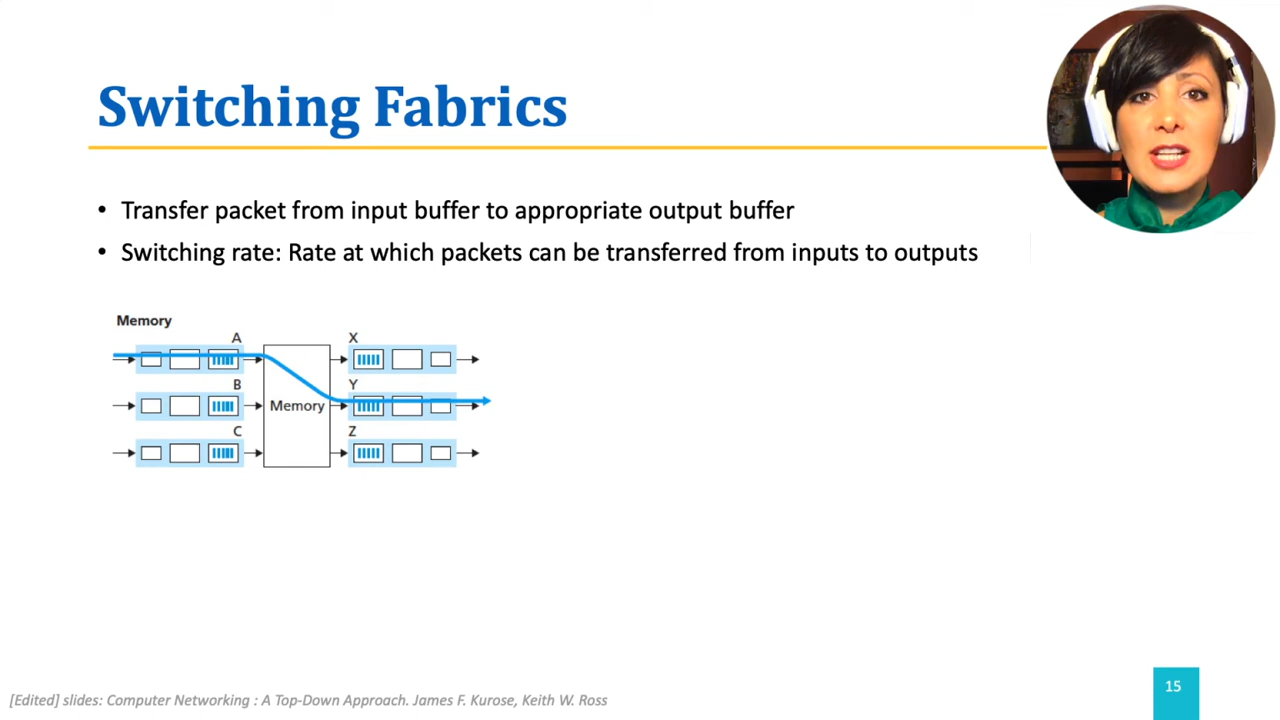 Switching Fabrics
• Transfer packet from input buffer to appropriate output buffer
• Switching rate: Rate at which packets can be transferred from inputs to outputs
Memory
A
X
B
Y
Memory
C
Z
[Edited] slides: Computer Networking : A Top-Down Approach. James F. Kurose, Keith W. Ross
15